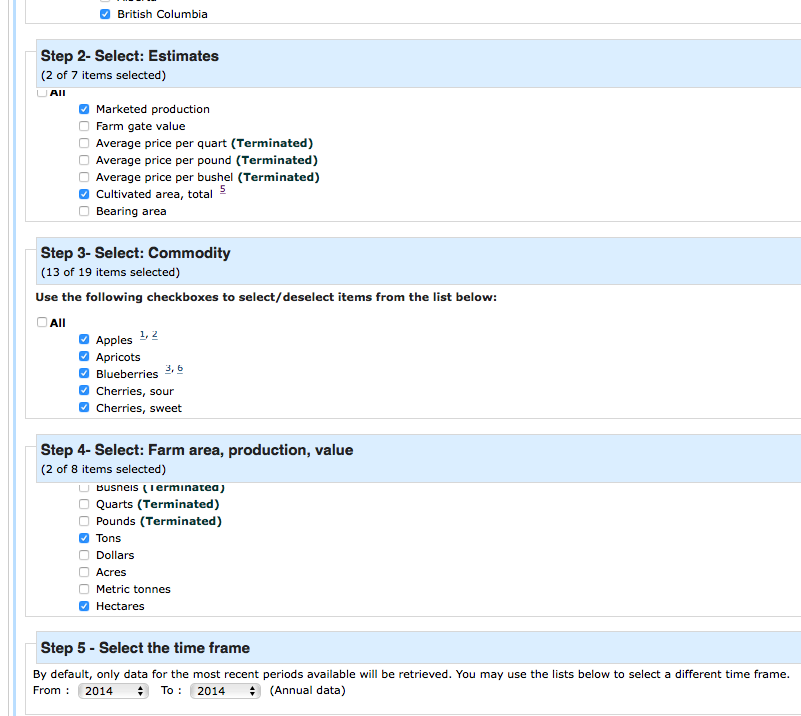 British Columbia
Step 2- Select: Estimates
(2 of 7 items selected)
All
Marketed production
Farm gate value
Average price per quart (Terminated)
Average price per pound (Terminated)
Average price per bushel (Terminated)
Cultivated area, total 5
Bearing area
Step 3- Select: Commodity
(13 of 19 items selected)
Use the following checkboxes to select/deselect items from the list below:
All
Apples 1, 2
Apricots
Blueberries 3, 6
Cherries, sour
Cherries, sweet
Step 4- Select: Farm area, production, value
(2 of 8 items selected)
Bushels (Terminated)
Quarts (Terminated)
Pounds (Terminated)
Tons
Dollars
Acres
Metric tonnes
Hectares
Step 5 - Select the time frame
By default, only data for the most recent periods available will be retrieved. You may use the lists below to select a different time frame.
From : 2014 To : 2014 (Annual data)